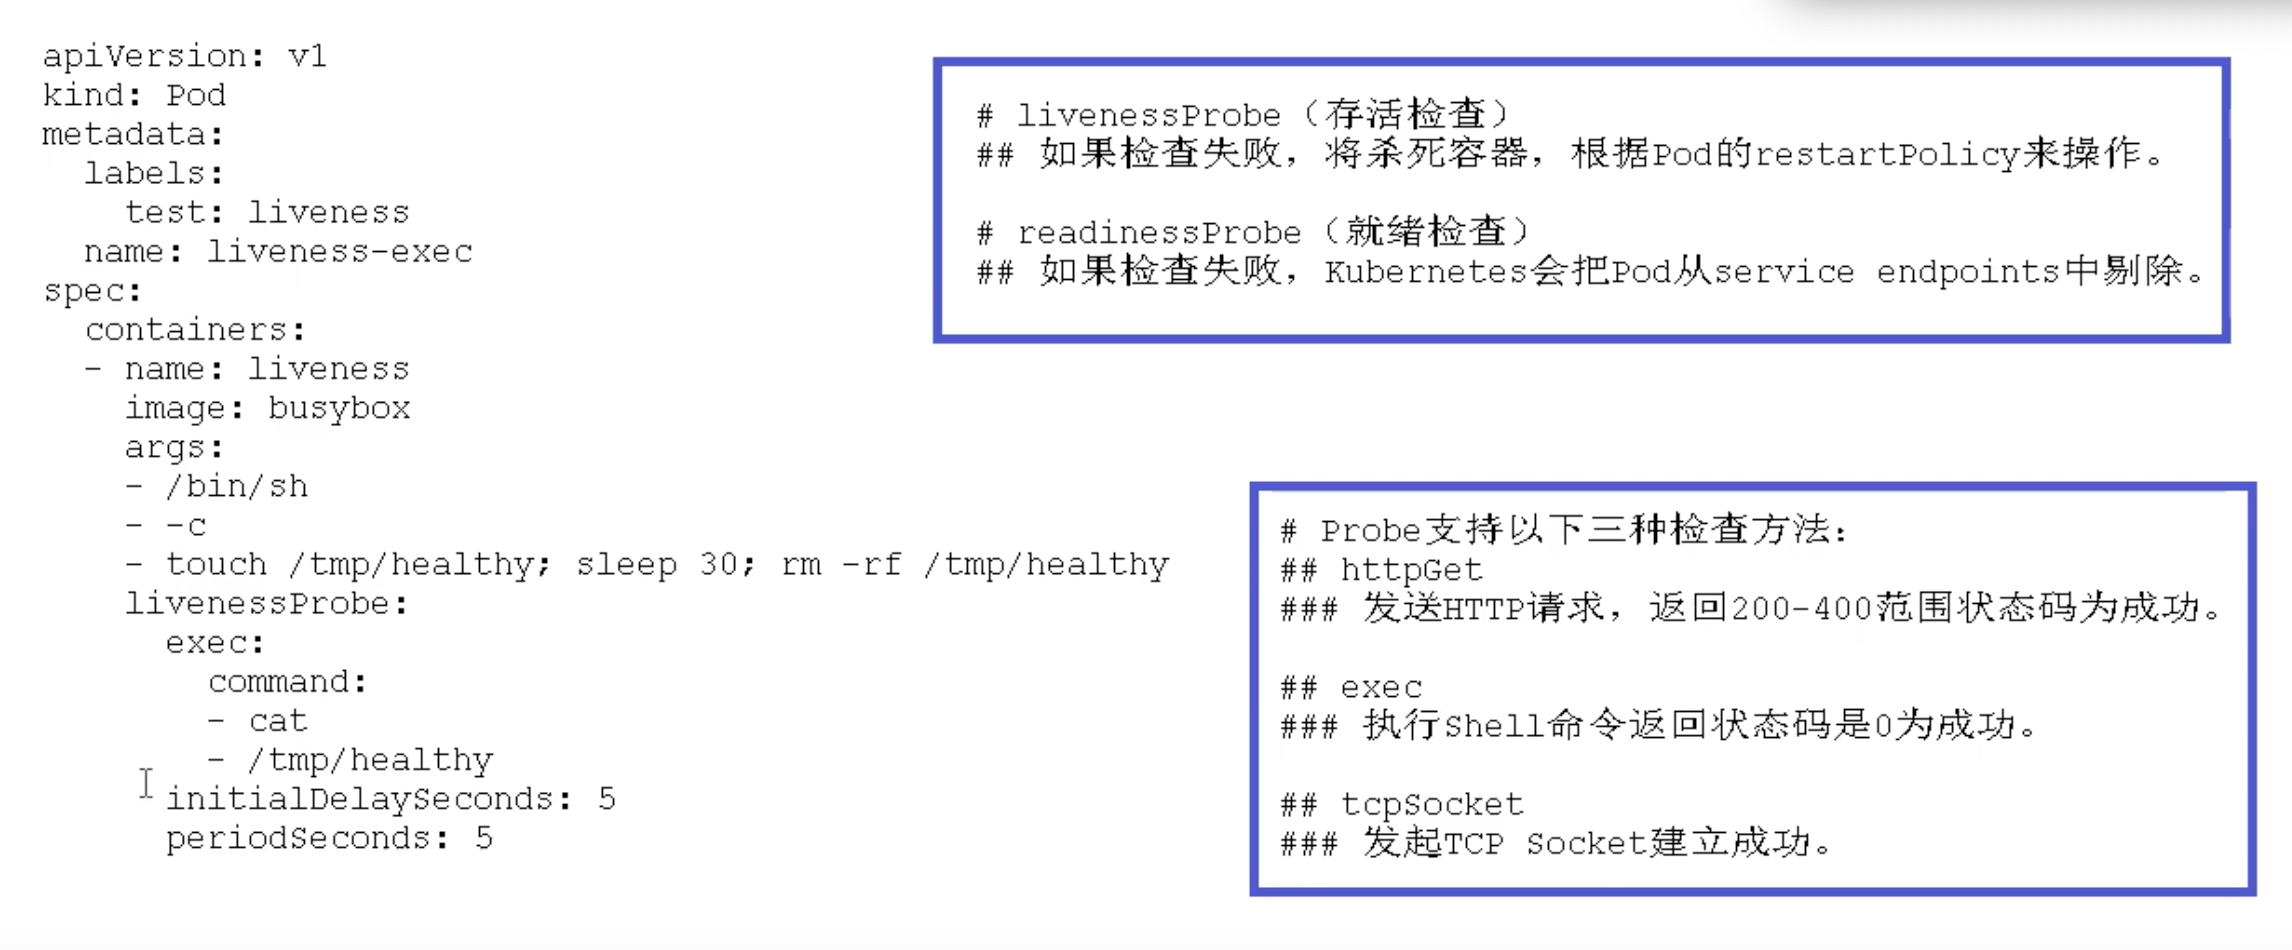 apiVersion: v1
kind: Pod
metadata:
  labels:
    test: liveness
  name: liveness-exec
spec:
  containers:
  - name: liveness
    image: busybox
    args:
    - /bin/sh
    - -c
    - touch /tmp/healthy; sleep 30; rm -rf /tmp/healthy
    livenessProbe:
      exec:
        command:
        - cat
        - /tmp/healthy
      initialDelaySeconds: 5
      periodSeconds: 5
# livenessProbe（存活检查）
## 如果检查失败，将杀死容器，根据Pod的restartPolicy来操作。
# readinessProbe（就绪检查）
## 如果检查失败，Kubernetes会把Pod从service endpoints中剔除。
# Probe支持以下三种检查方法：
## httpGet
### 发送HTTP请求，返回200-400范围状态码为成功。
## exec
### 执行Shell命令返回状态码是0为成功。
## tcpSocket
### 发起TCP Socket建立成功。